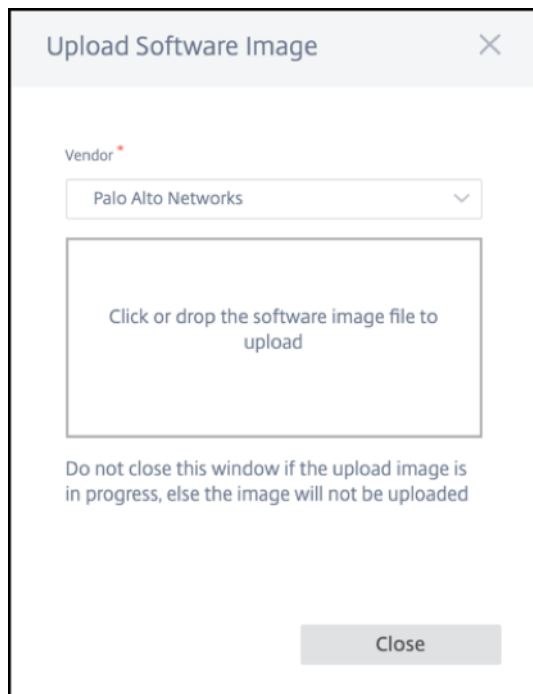 Upload Software Image
Vendor *
Palo Alto Networks
Click or drop the software image file to
upload
Do not close this window if the upload image is
in progress, else the image will not be uploaded
Close